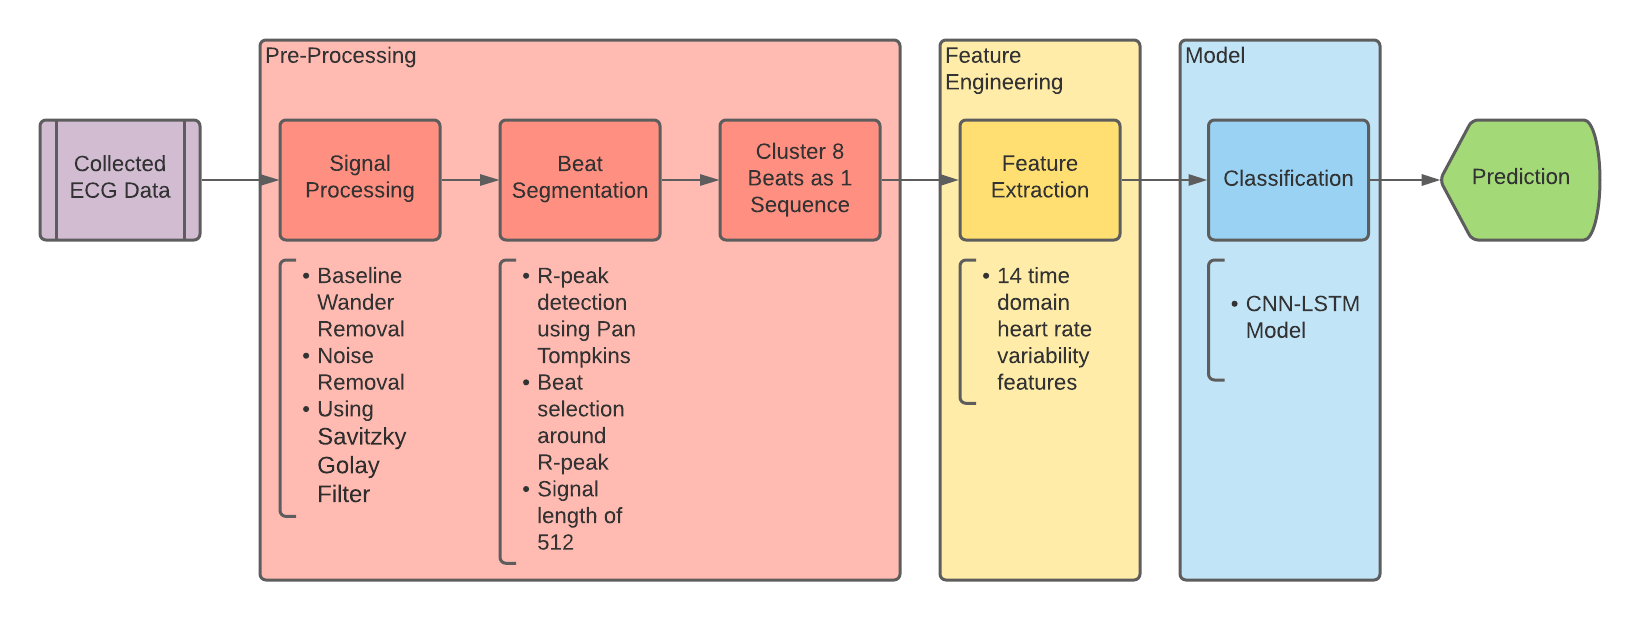 Pre-Processing
Feature
Engineering
Model
Collected
ECG Data
Signal
Processing
Beat
Segmentation
Cluster 8
Beats as 1
Sequence
Feature
Extraction
Classification
Prediction
• Baseline
Wander
Removal
• Noise
Removal
• Using
Savitzky
Golay
Filter
• R-peak
detection
using Pan
Tompkins
• Beat
selection
around
R-peak
• Signal
length of
512
• 14 time
domain
heart rate
variability
features
• CNN-LSTM
Model